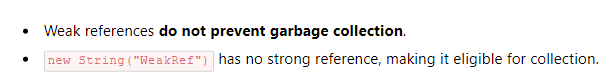 Weak references do not prevent garbage collection.
new String("WeakRef") has no strong reference, making it eligible for collection.